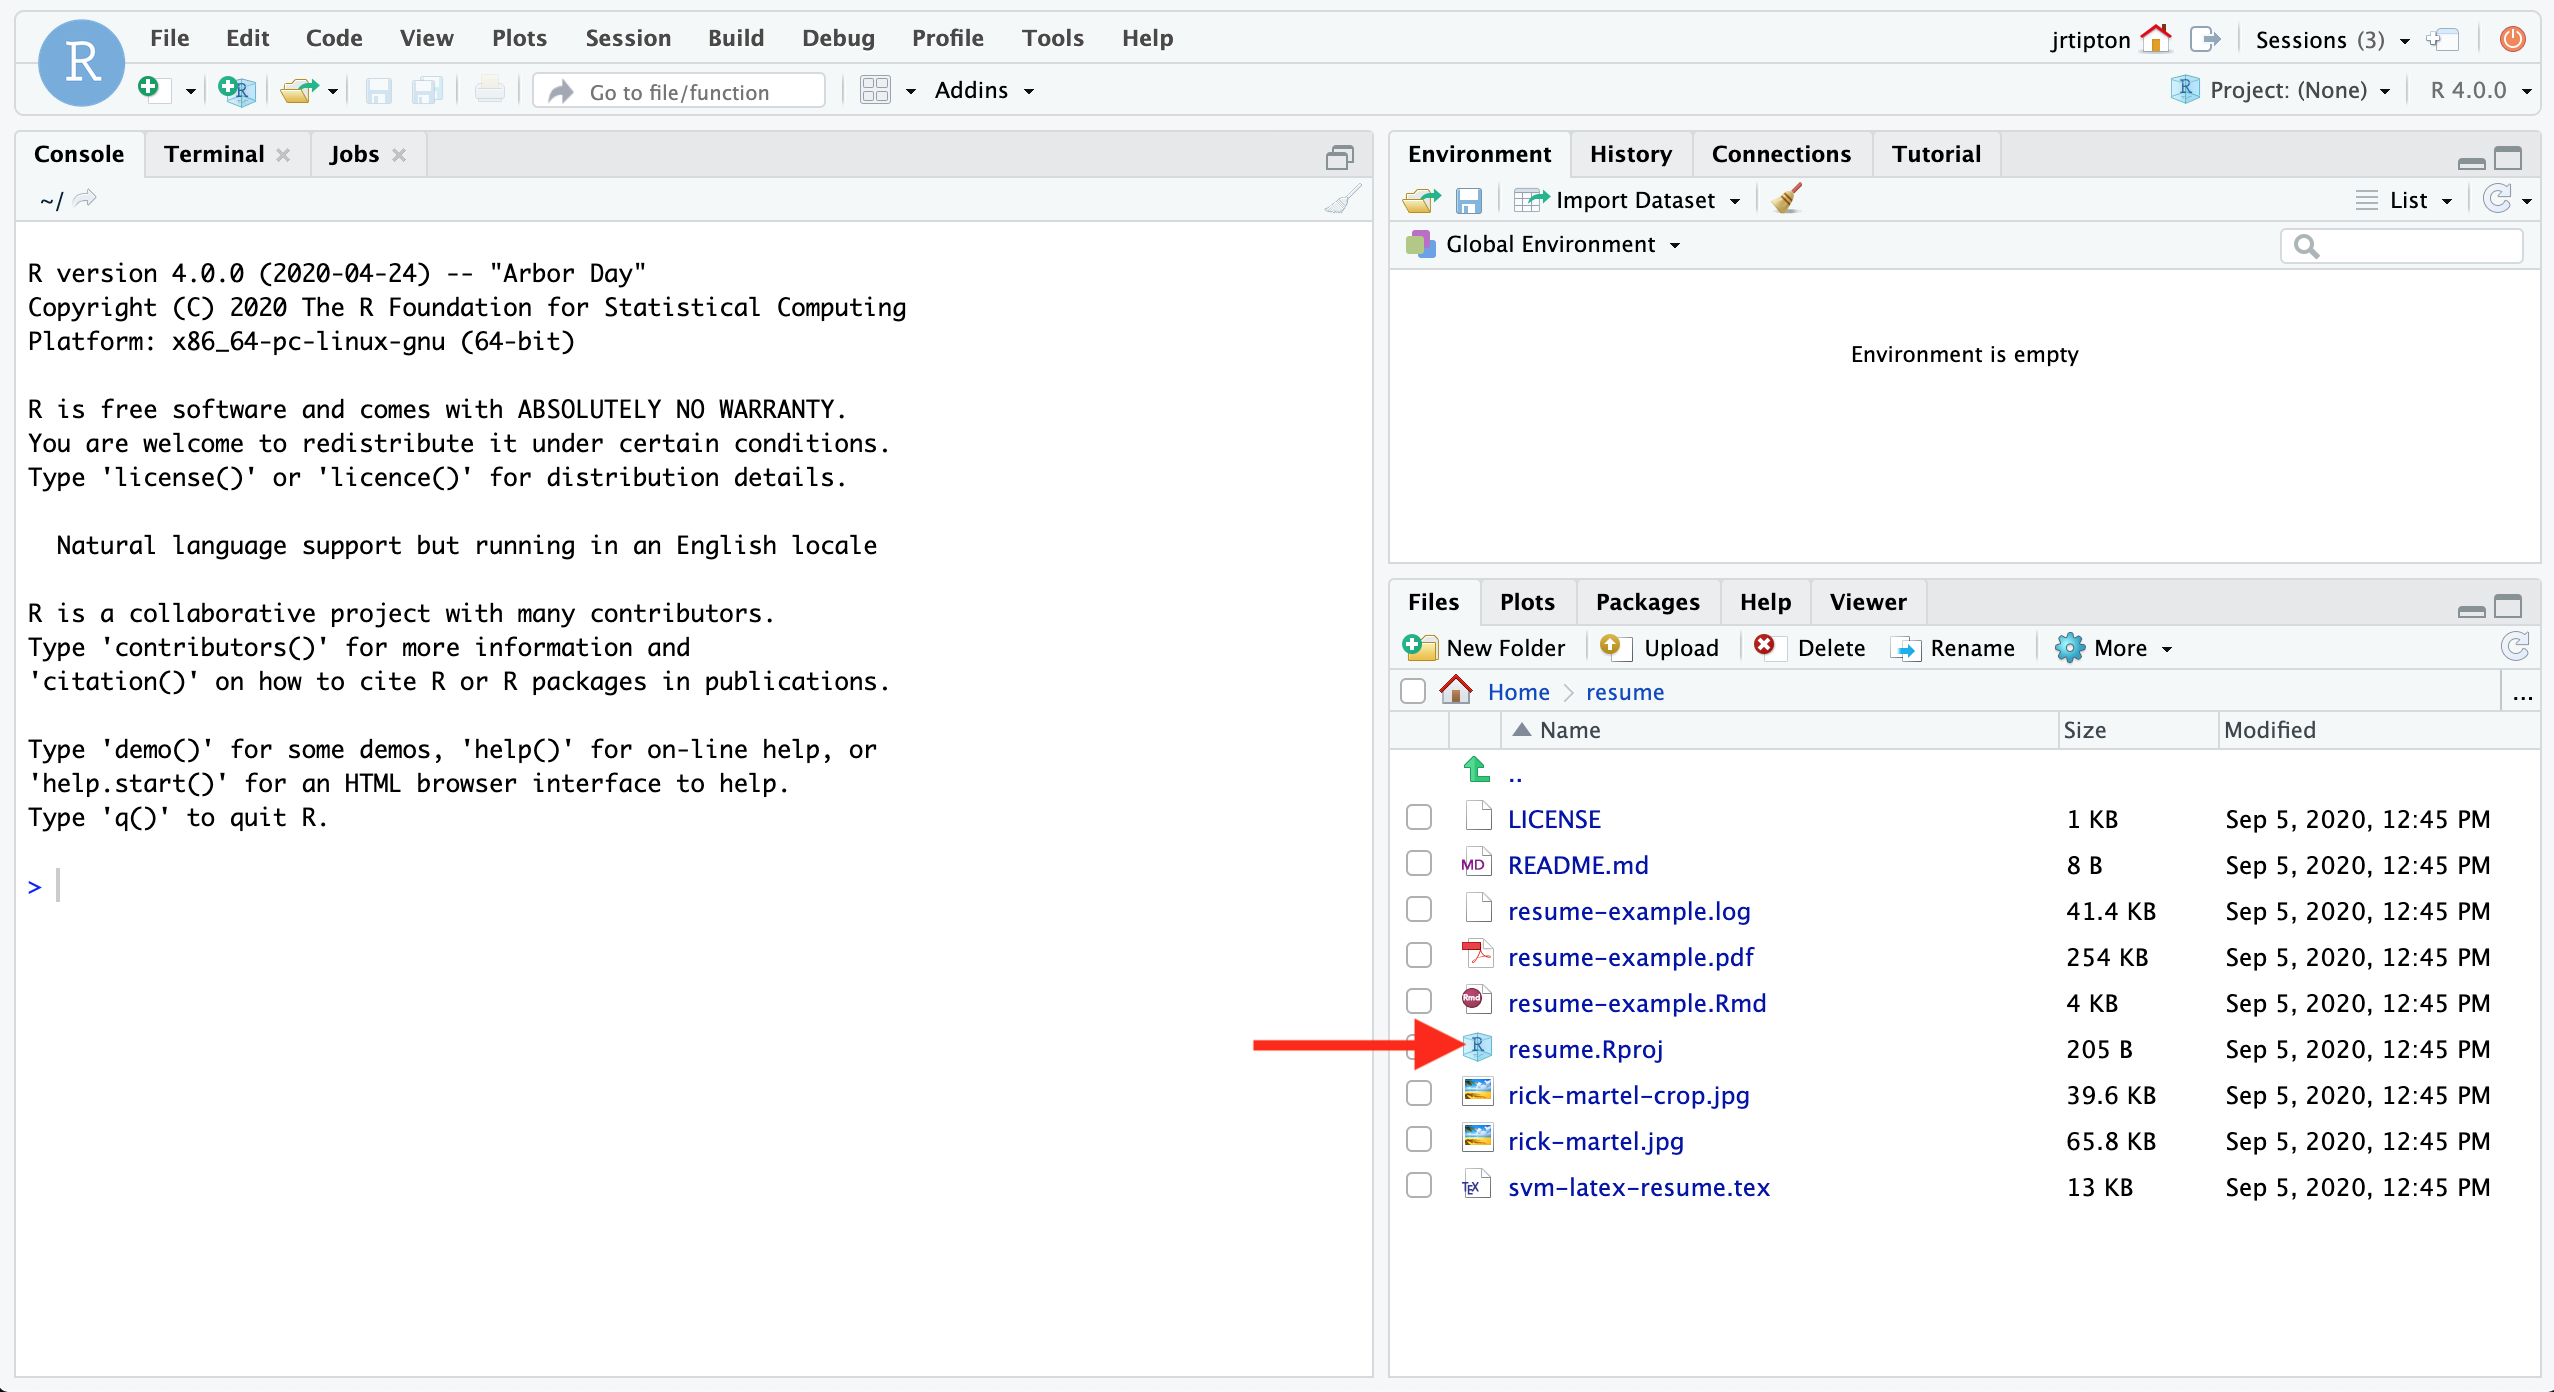 R File Edit Code View Plots Session Build Debug Profile Tools Help jrtipton Sessions (3)
R Go to file/function Addins R Project: (None) R 4.0.0
Console Terminal Jobs
~/
R version 4.0.0 (2020-04-24) -- "Arbor Day"
Copyright (C) 2020 The R Foundation for Statistical Computing
Platform: x86_64-pc-linux-gnu (64-bit)
R is free software and comes with ABSOLUTELY NO WARRANTY.
You are welcome to redistribute it under certain conditions.
Type 'license()' or 'licence()' for distribution details.
Natural language support but running in an English locale
R is a collaborative project with many contributors.
Type 'contributors()' for more information and
'citation()' on how to cite R or R packages in publications.
Type 'demo()' for some demos, 'help()' for on-line help, or
'help.start()' for an HTML browser interface to help.
Type 'q()' to quit R.
>
Environment History Connections Tutorial
Import Dataset List
Global Environment
Environment is empty
Files Plots Packages Help Viewer
New Folder Upload Delete Rename More
Home resume ...
Name Size Modified
..
LICENSE 1 KB Sep 5, 2020, 12:45 PM
MD README.md 8 B Sep 5, 2020, 12:45 PM
resume-example.log 41.4 KB Sep 5, 2020, 12:45 PM
resume-example.pdf 254 KB Sep 5, 2020, 12:45 PM
Rmd resume-example.Rmd 4 KB Sep 5, 2020, 12:45 PM
R resume.Rproj 205 B Sep 5, 2020, 12:45 PM
rick-martel-crop.jpg 39.6 KB Sep 5, 2020, 12:45 PM
rick-martel.jpg 65.8 KB Sep 5, 2020, 12:45 PM
TEX svm-latex-resume.tex 13 KB Sep 5, 2020, 12:45 PM